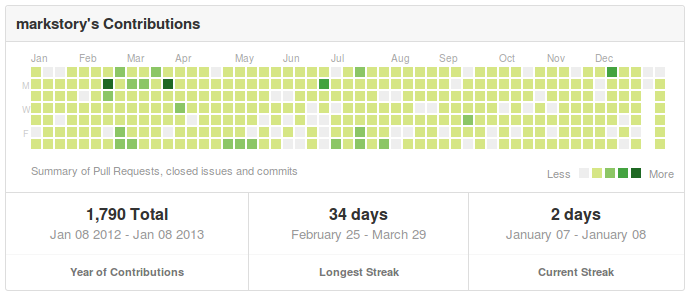 markstory's Contributions
Jan Feb Mar Apr May Jun Jul Aug Sep Oct Nov Dec
M
W
F
Summary of Pull Requests, closed issues and commits
Less More
1,790 Total 34 days 2 days
Jan 08 2012 - Jan 08 2013 February 25 - March 29 January 07 - January 08
Year of Contributions Longest Streak Current Streak